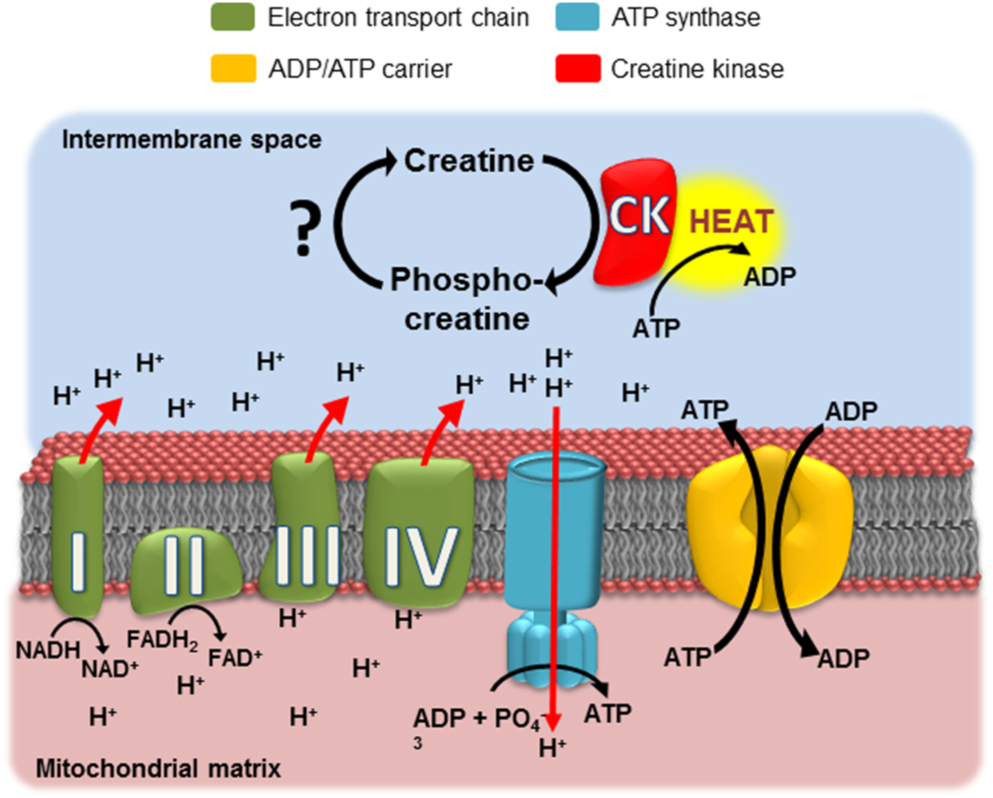 Electron transport chain
ATP synthase
ADP/ATP carrier
Creatine kinase
Intermembrane space
Creatine
?
CK
HEAT
ADP
Phospho-
creatine
ATP
H⁺
H⁺
H⁺
H⁺
H⁺
H⁺
H⁺
H⁺
H⁺
H⁺
H⁺
H⁺
ATP
ADP
I
II
III
IV
H⁺
H⁺
NADH
NAD⁺
FADH₂
FAD⁺
H⁺
H⁺
H⁺
H⁺
ATP
ADP
ADP + PO₄⁻
3
ATP
H⁺
Mitochondrial matrix